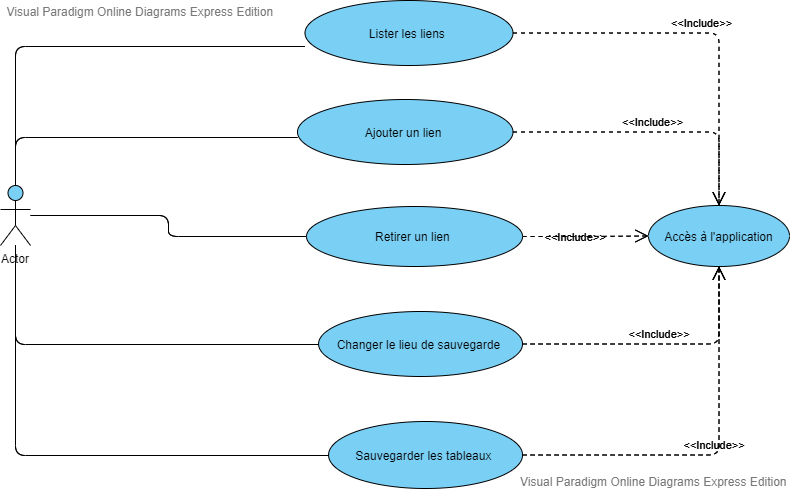 Visual Paradigm Online Diagrams Express Edition
Lister les liens
<<Include>>
Ajouter un lien
<<Include>>
Retirer un lien
<<Include>>
Accès à l'application
Actor
Changer le lieu de sauvegarde
<<Include>>
Sauvegarder les tableaux
<<Include>>
Visual Paradigm Online Diagrams Express Edition